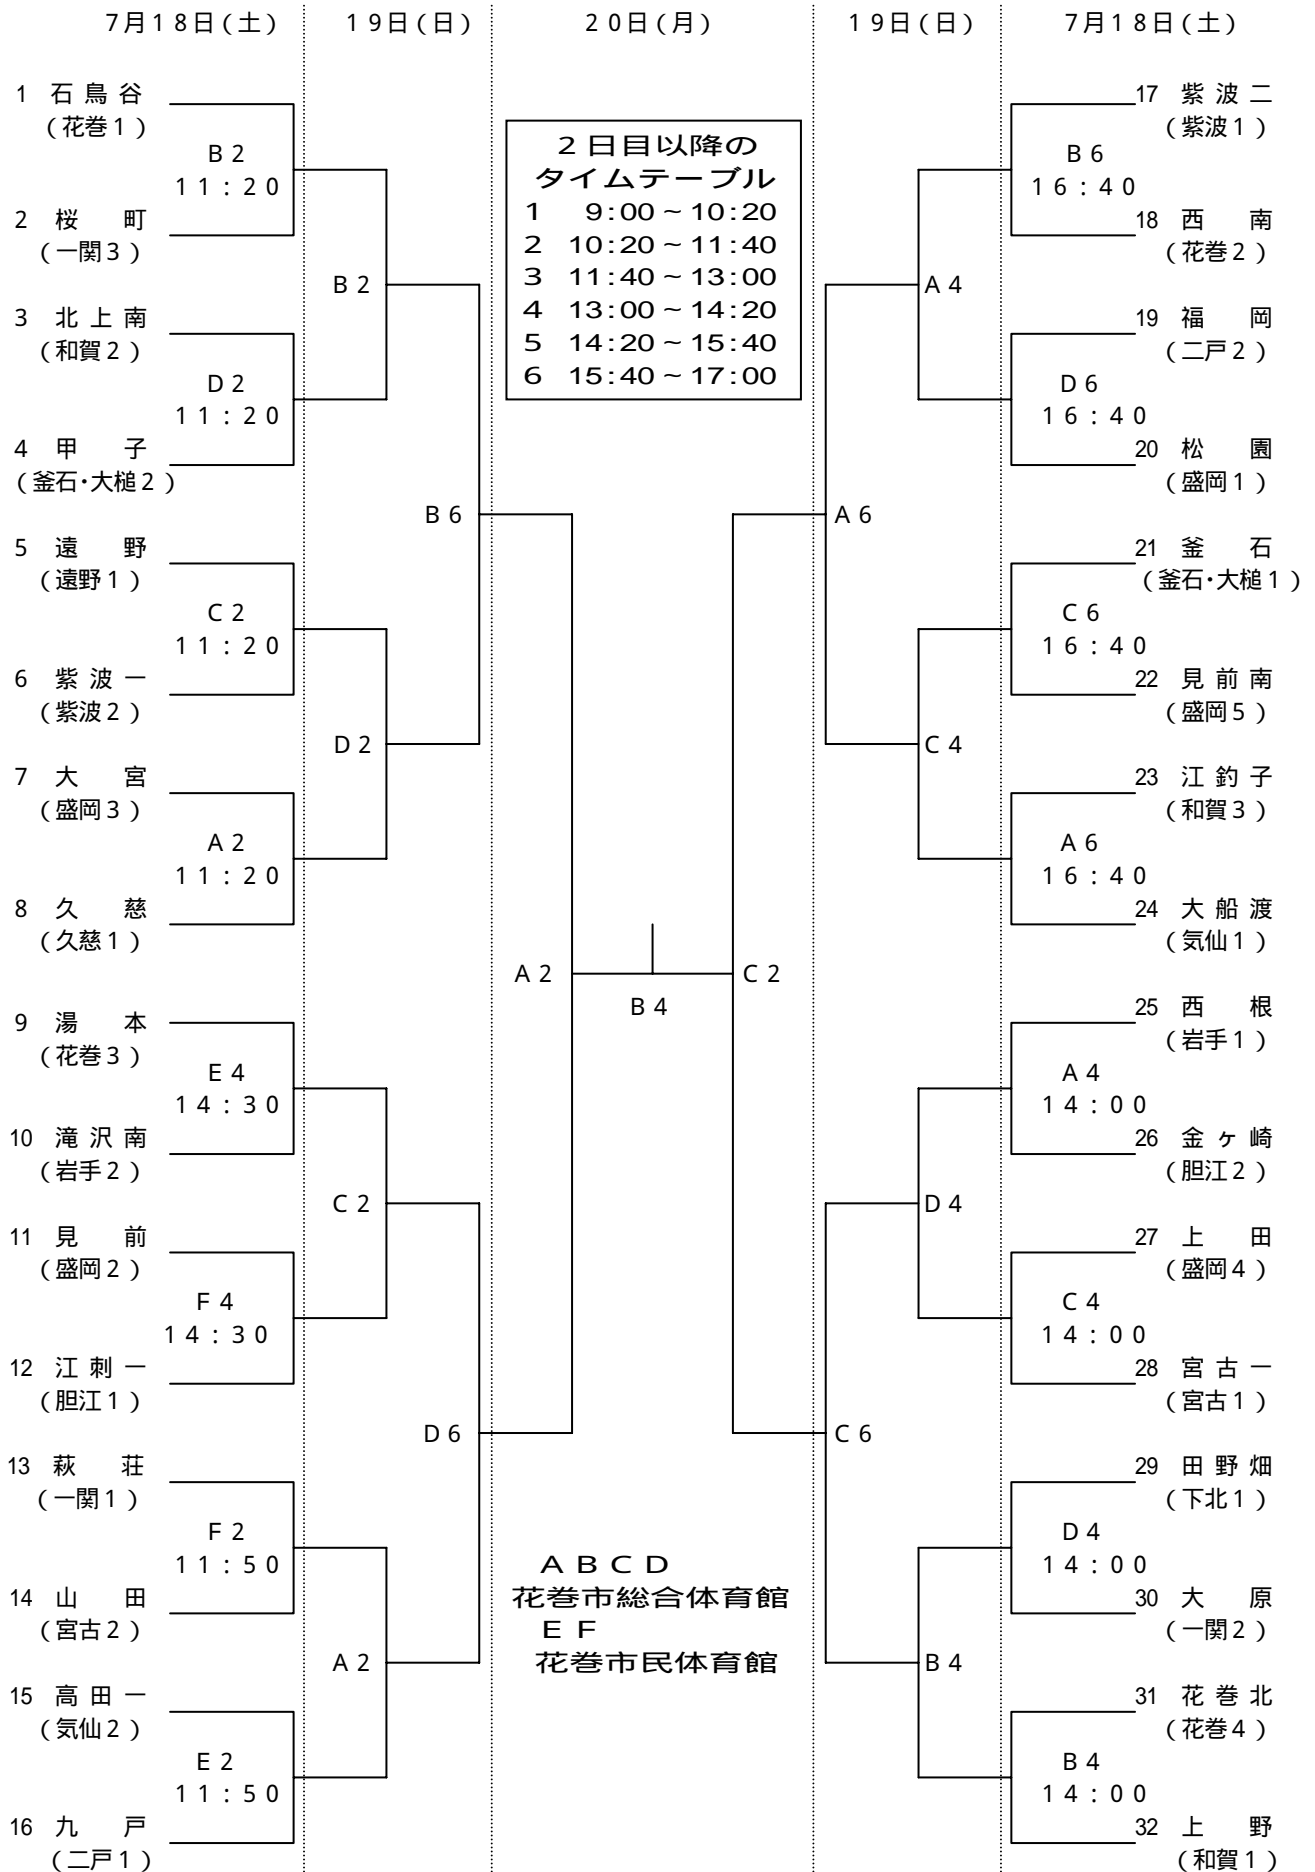 7月18日(土)
19日(日)
20日(月)
19日(日)
7月18日(土)
1 石鳥谷
(花巻1)
B2
11:20
2 桜町
(一関3)
B2
3 北上南
(和賀2)
D2
11:20
4 甲子
(釜石・大槌2)
B6
5 遠野
(遠野1)
C2
11:20
6 紫波一
(紫波2)
D2
7 大宮
(盛岡3)
A2
11:20
8 久慈
(久慈1)
A2
9 湯本
(花巻3)
E4
14:30
10 滝沢南
(岩手2)
C2
11 見前
(盛岡2)
F4
14:30
12 江刺一
(胆江1)
D6
13 萩荘
(一関1)
F2
11:50
14 山田
(宮古2)
A2
15 高田一
(気仙2)
E2
11:50
16 九戸
(二戸1)
2日目以降の
タイムテーブル
1 9:00~10:20
2 10:20~11:40
3 11:40~13:00
4 13:00~14:20
5 14:20~15:40
6 15:40~17:00
B4
ABCD
花巻市総合体育館
EF
花巻市民体育館
17 紫波二
(紫波1)
B6
16:40
18 西南
(花巻2)
A4
19 福岡
(二戸2)
D6
16:40
20 松園
(盛岡1)
A6
21 釜石
(釜石・大槌1)
C6
16:40
22 見前南
(盛岡5)
C4
23 江釣子
(和賀3)
A6
16:40
24 大船渡
(気仙1)
C2
25 西根
(岩手1)
A4
14:00
26 金ヶ崎
(胆江2)
D4
27 上田
(盛岡4)
C4
14:00
28 宮古一
(宮古1)
C6
29 田野畑
(下北1)
D4
14:00
30 大原
(一関2)
B4
31 花巻北
(花巻4)
B4
14:00
32 上野
(和賀1)